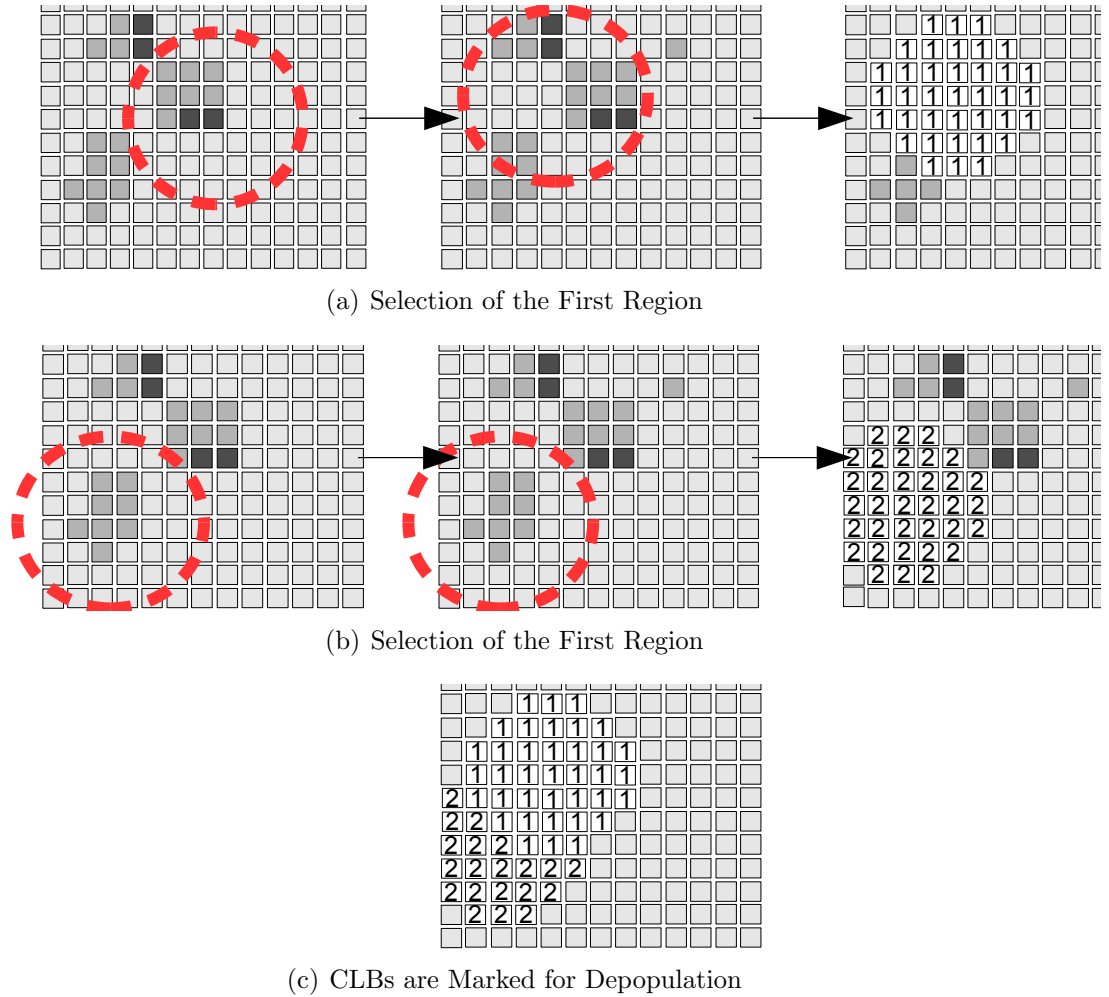 1 1 1
1 1 1 1 1
1 1 1 1 1 1 1
1 1 1 1 1 1 1
1 1 1 1 1 1 1
1 1 1 1 1
1 1 1
(a) Selection of the First Region
2 2 2
2 2 2 2 2
2 2 2 2 2 2
2 2 2 2 2 2
2 2 2 2 2 2
2 2 2 2 2
2 2 2
(b) Selection of the First Region
1 1 1
1 1 1 1 1
1 1 1 1 1 1 1
1 1 1 1 1 1 1
2 1 1 1 1 1 1 1
2 2 1 1 1 1 1
2 2 2 1 1 1
2 2 2 2 2 2
2 2 2 2 2
2 2 2
(c) CLBs are Marked for Depopulation